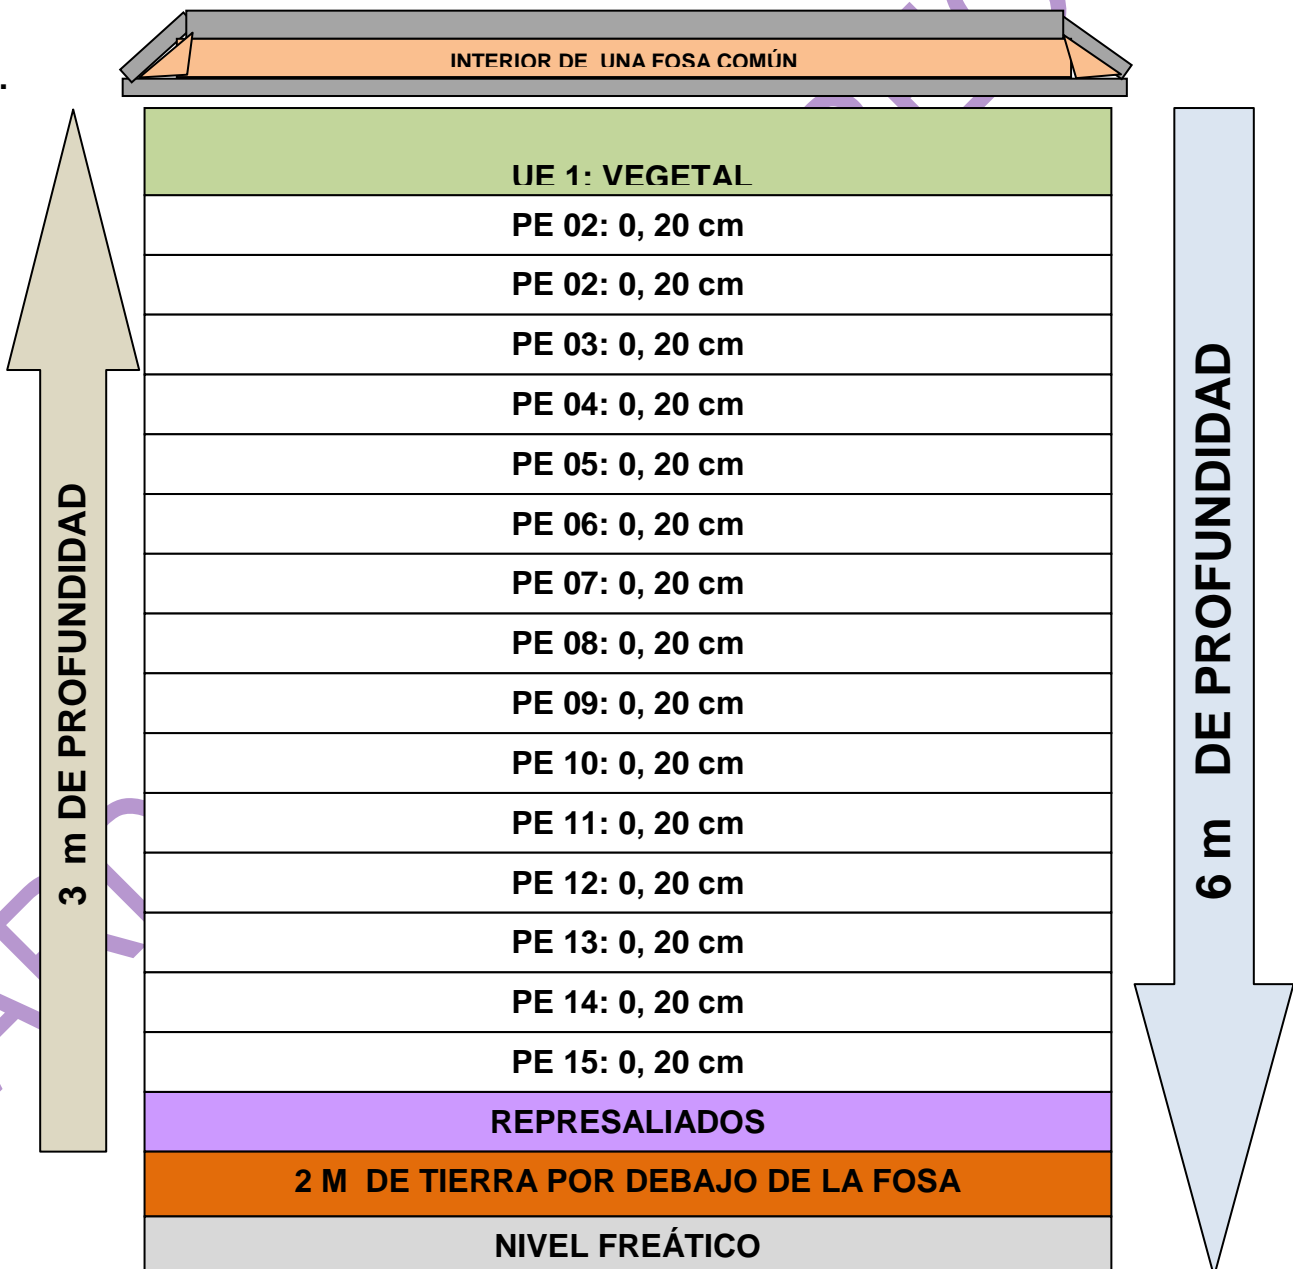 .
INTERIOR DE UNA FOSA COMÚN
UE 1: VEGETAL
PE 02: 0, 20 cm
PE 02: 0, 20 cm
PE 03: 0, 20 cm
PE 04: 0, 20 cm
PE 05: 0, 20 cm
PE 06: 0, 20 cm
PE 07: 0, 20 cm
PE 08: 0, 20 cm
PE 09: 0, 20 cm
PE 10: 0, 20 cm
PE 11: 0, 20 cm
PE 12: 0, 20 cm
PE 13: 0, 20 cm
PE 14: 0, 20 cm
PE 15: 0, 20 cm
REPRESALIADOS
2 M DE TIERRA POR DEBAJO DE LA FOSA
NIVEL FREÁTICO
3 m DE PROFUNDIDAD
6 m DE PROFUNDIDAD